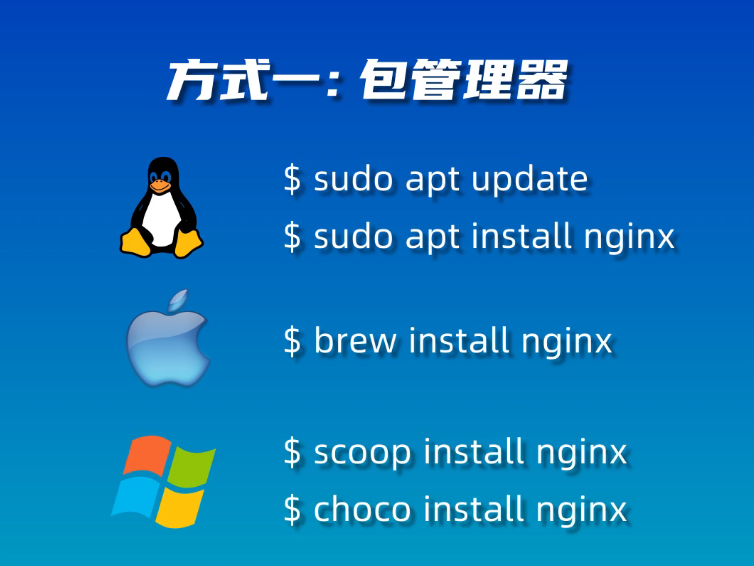 方式一: 包管理器
$ sudo apt update
$ sudo apt install nginx
$ brew install nginx
$ scoop install nginx
$ choco install nginx